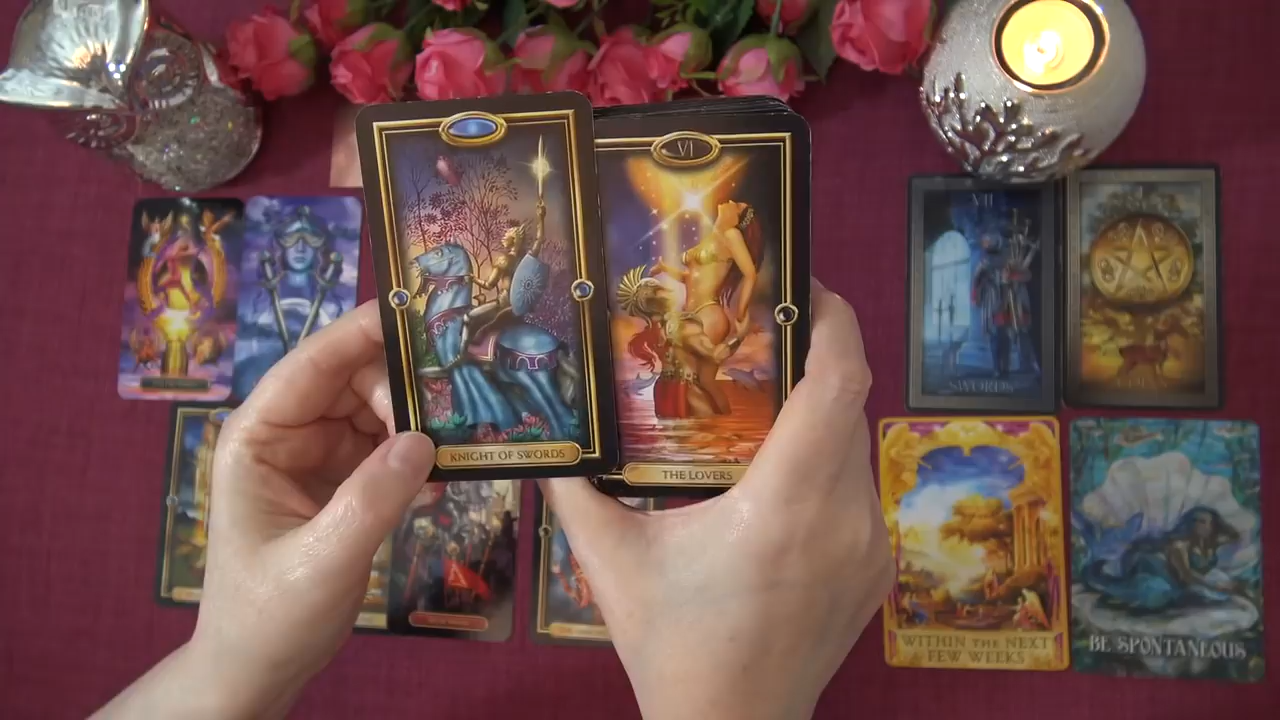 VI
KNIGHT OF SWORDS
THE LOVERS
VII
SWORDS
WITHIN THE NEXT
FEW WEEKS
BE SPONTANEOUS